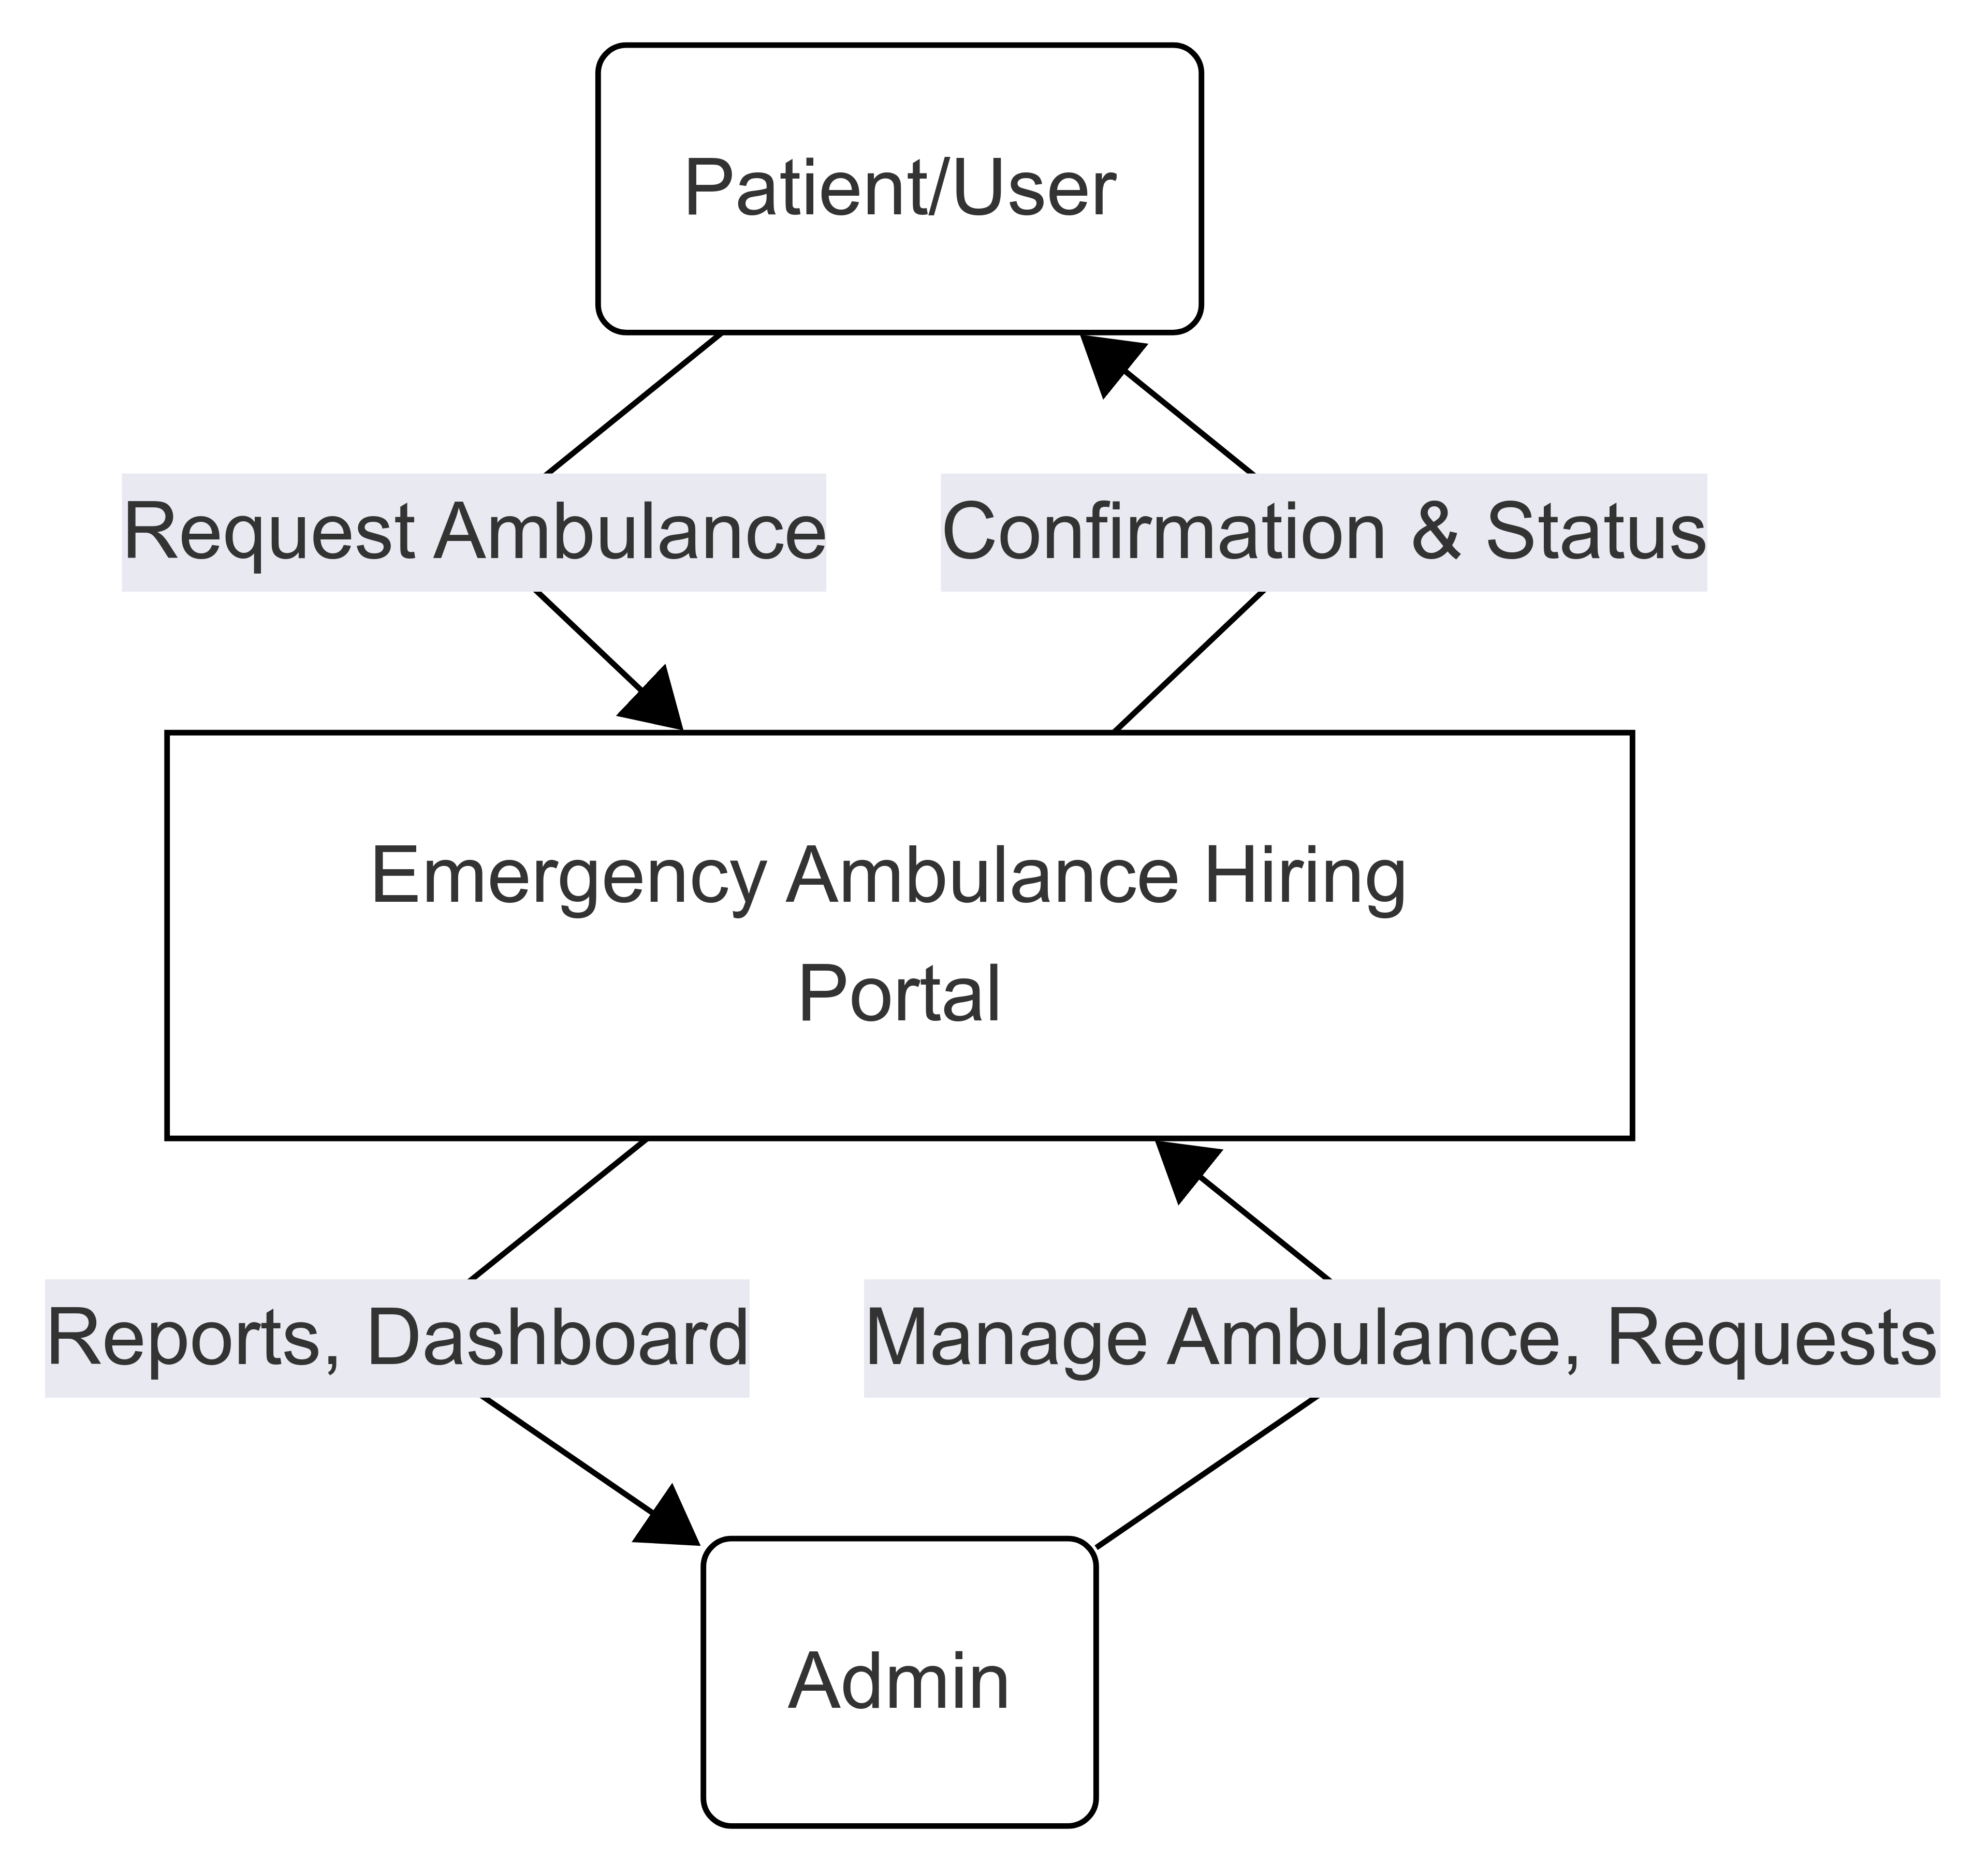 Patient/User
Request Ambulance
Confirmation & Status
Emergency Ambulance Hiring
Portal
Reports, Dashboard
Manage Ambulance, Requests
Admin